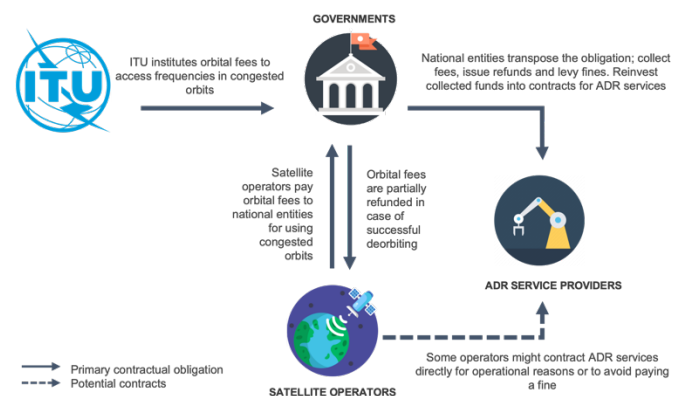 GOVERNMENTS
ITU institutes orbital fees to
access frequencies in congested
orbits
ITU
National entities transpose the obligation; collect
fees, issue refunds and levy fines. Reinvest
collected funds into contracts for ADR services
Satellite
operators pay
orbital fees to
national entities
for using
congested
orbits
Orbital fees
are partially
refunded in
case of
successful
deorbiting
ADR SERVICE PROVIDERS
Some operators might contract ADR services
directly for operational reasons or to avoid paying
a fine
Primary contractual obligation
Potential contracts
SATELLITE OPERATORS